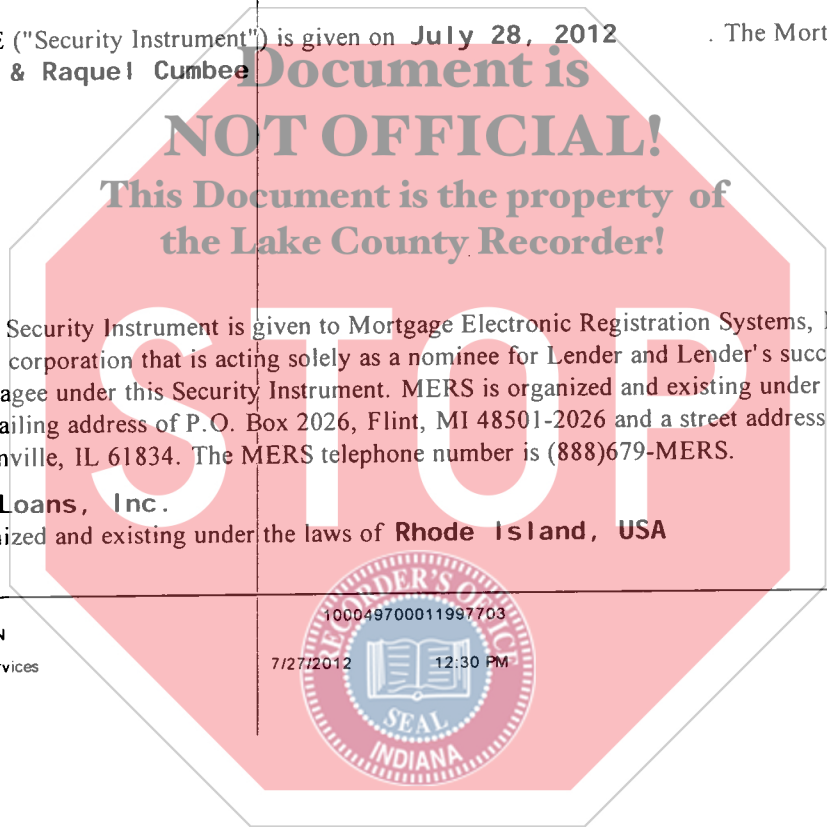 E ("Security Instrument") is given on July 28, 2012 . The Mort
& Raquel Cumbee
Document is
NOT OFFICIAL!
This Document is the property of
the Lake County Recorder!
Security Instrument is given to Mortgage Electronic Registration Systems, I
corporation that is acting solely as a nominee for Lender and Lender's succ
agee under this Security Instrument. MERS is organized and existing under
ailing address of P.O. Box 2026, Flint, MI 48501-2026 and a street address
nville, IL 61834. The MERS telephone number is (888)679-MERS.
STOP
Loans, Inc.
ized and existing under the laws of Rhode Island, USA
RECORDER'S OFFICE
100049700011997703
N
7/27/2012 12:30 PM
vices
SEAL
INDIANA